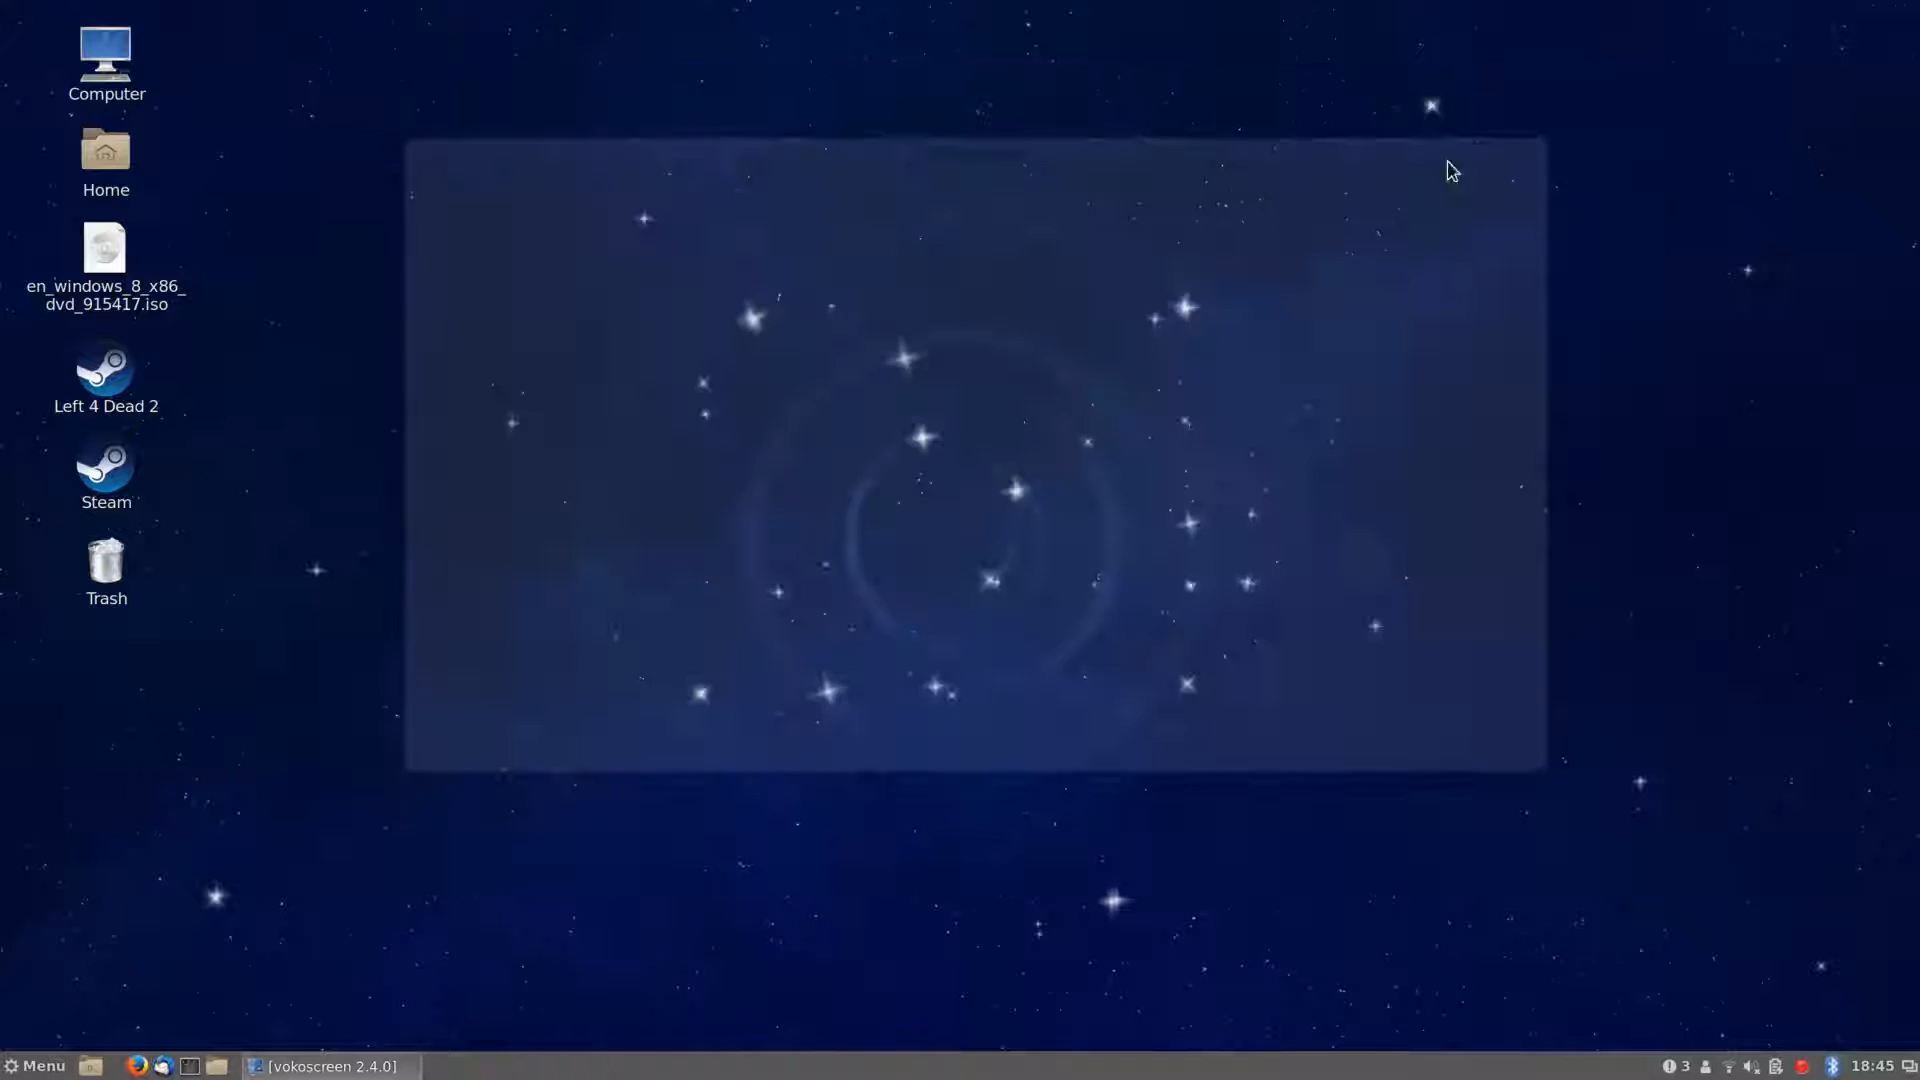 Computer
Home
en_windows_8_x86_
dvd_915417.iso
Left 4 Dead 2
Steam
Trash
Menu
[vokoscreen 2.4.0]
3
18:45